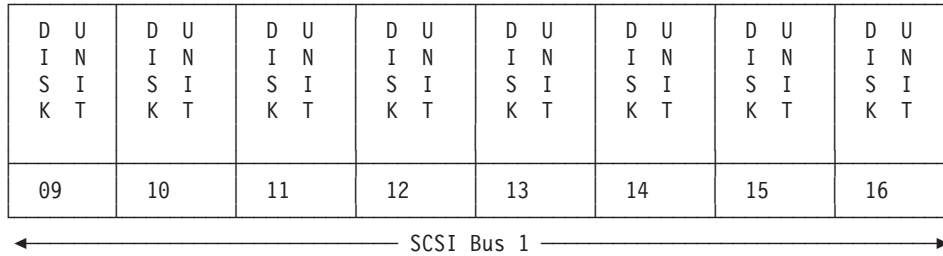 D U D U D U D U D U D U D U D U
I N I N I N I N I N I N I N I N
S I S I S I S I S I S I S I S I
K T K T K T K T K T K T K T K T
09 10 11 12 13 14 15 16
SCSI Bus 1